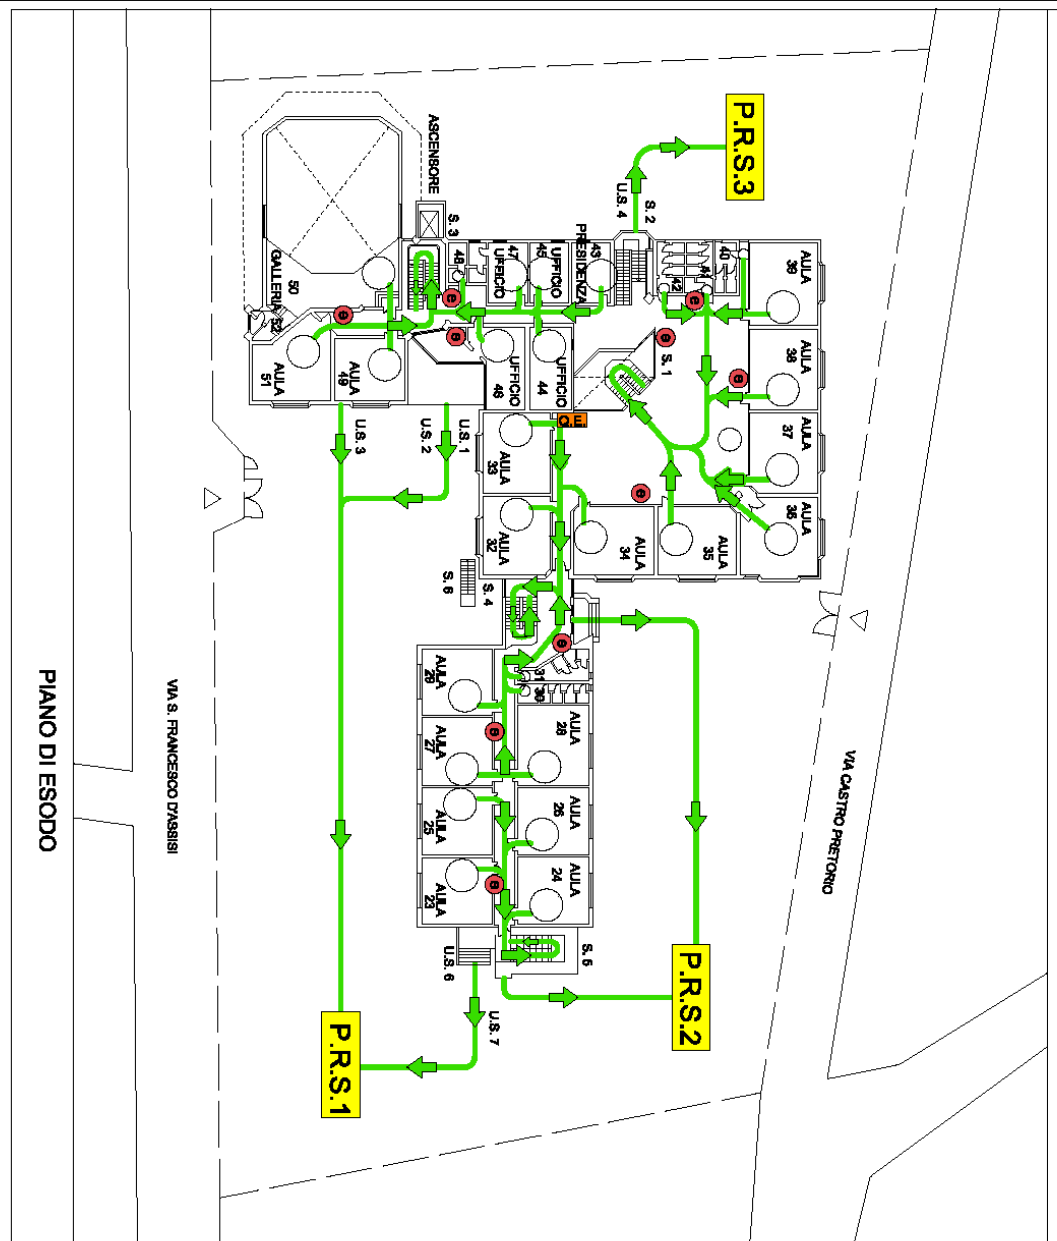 P.R.S.3
ASCENSORE
S. 3
U.S. 4
S. 2
PRESIDENZA
43
UFFICIO
45
UFFICIO
47
48
40
41
42
AULA
39
GALLERIA
50
52
AULA
51
AULA
49
UFFICIO
46
UFFICIO
44
S. 1
AULA
38
AULA
37
AULA
36
U.S. 3
U.S. 2
U.S. 1
AULA
33
AULA
32
AULA
34
AULA
35
S. 6
S. 4
31
30
AULA
29
AULA
28
AULA
27
AULA
26
AULA
25
AULA
24
AULA
23
S. 5
U.S. 6
U.S. 7
P.R.S.2
P.R.S.1
VIA CASTRO PRETORIO
VIA S. FRANCESCO D'ASSISI
PIANO DI ESODO
e
e
e
e
e
e
e
e
e
e